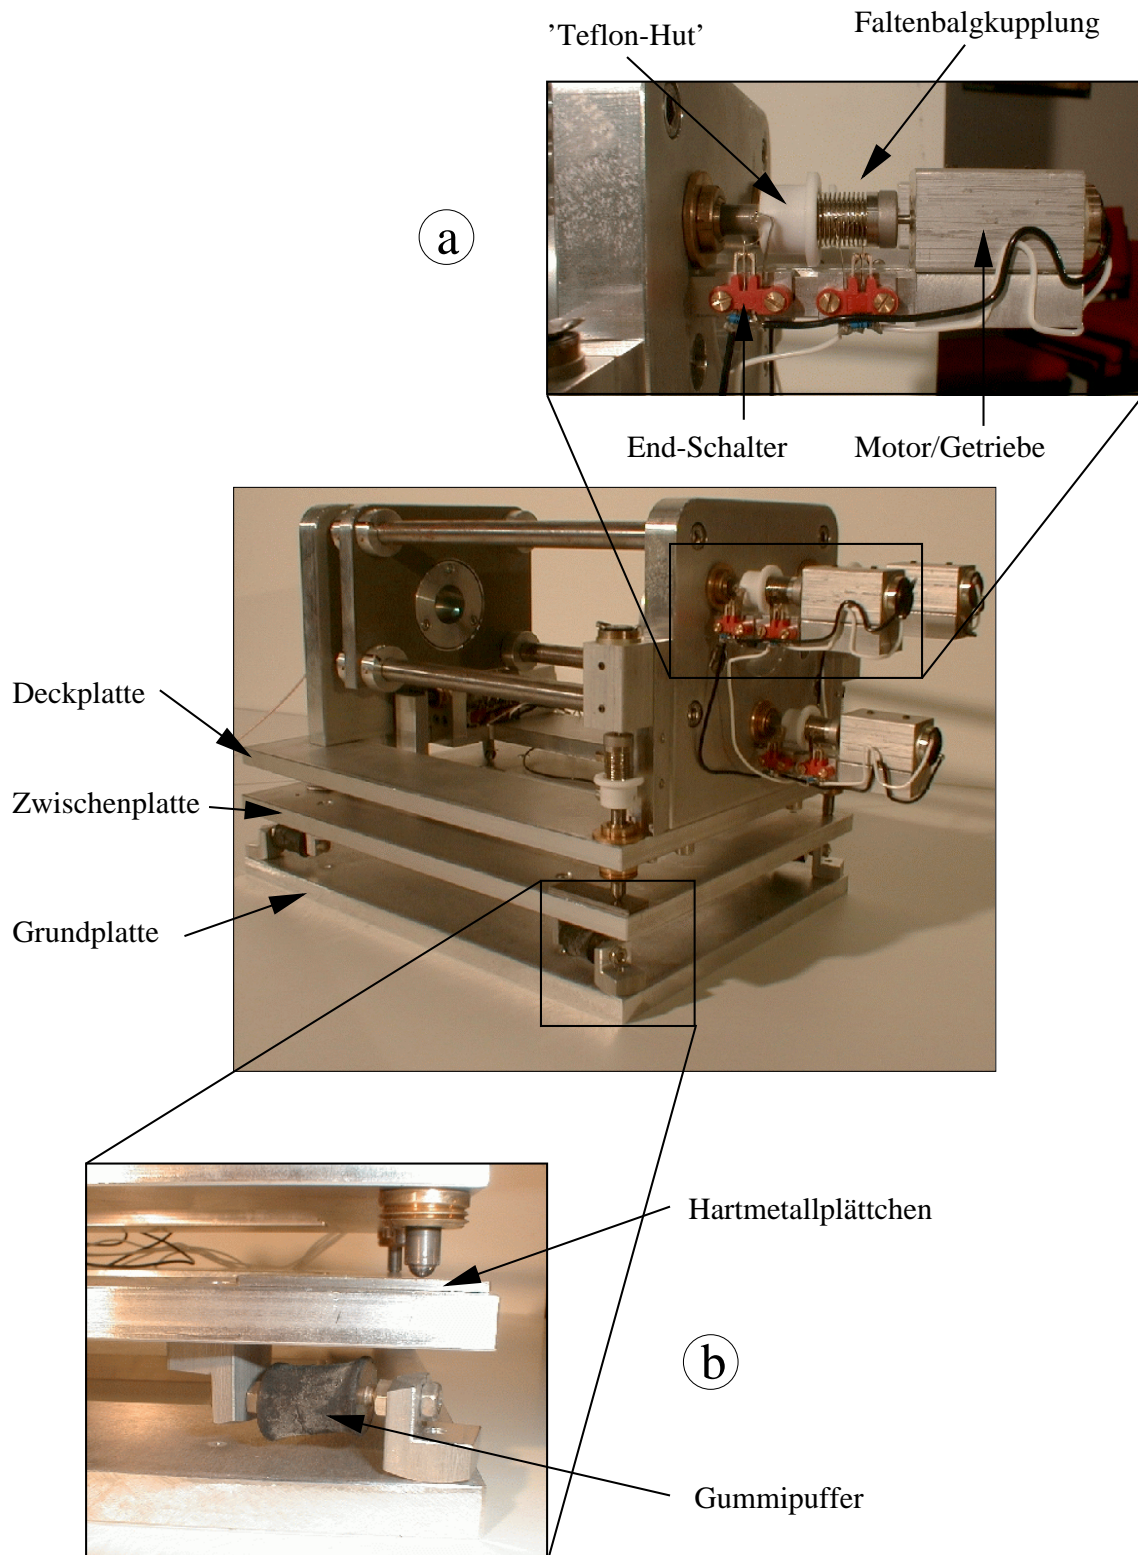 ’Teflon-Hut’
Faltenbalgkupplung
a
End-Schalter
Motor/Getriebe
Deckplatte
Zwischenplatte
Grundplatte
Hartmetallplättchen
b
Gummipuffer